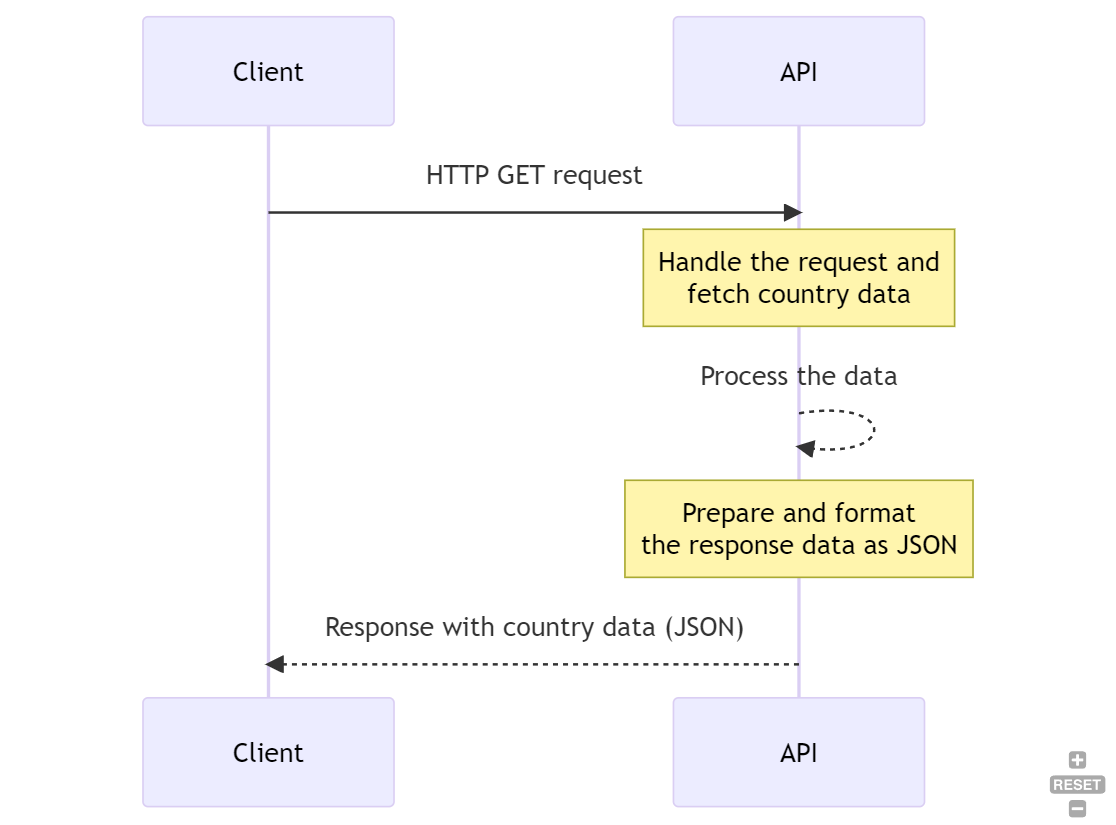 Client
API
HTTP GET request
Handle the request and
fetch country data
Process the data
Prepare and format
the response data as JSON
Response with country data (JSON)
Client
API
+
RESET
−